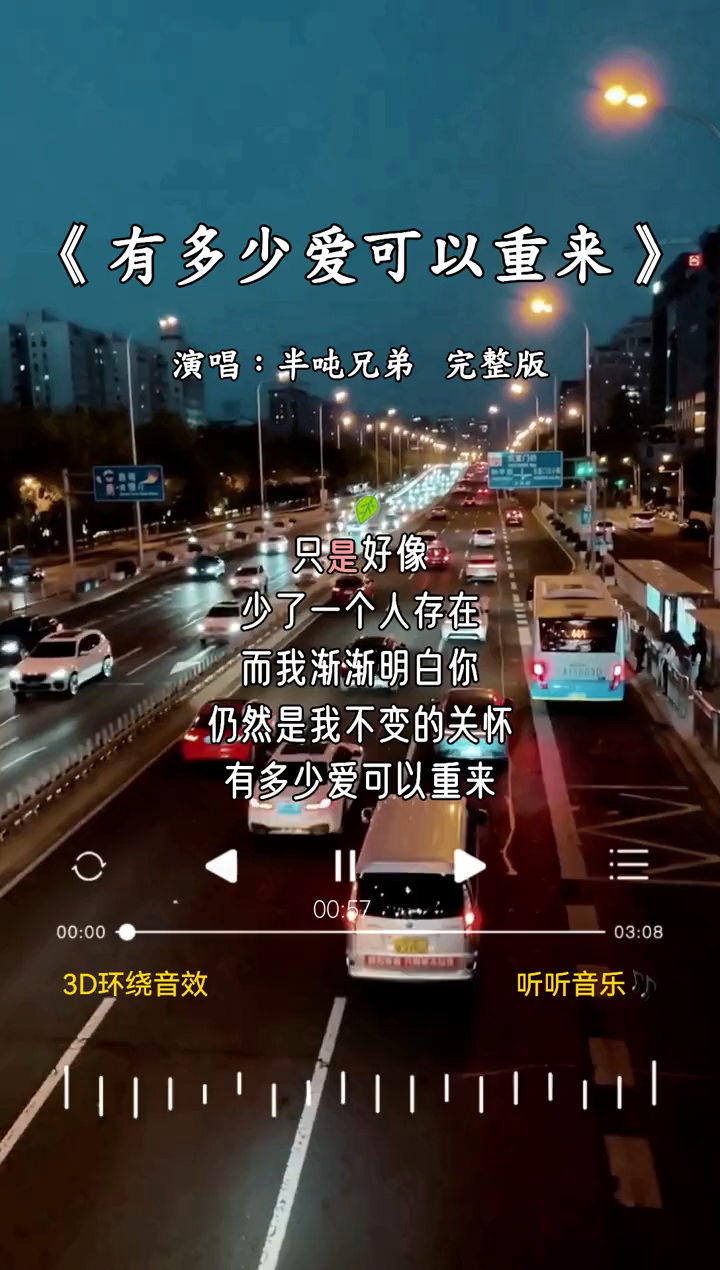 《有多少爱可以重来》
演唱：半吨兄弟 完整版
只是好像
少了一个人存在
而我渐渐明白你
仍然是我不变的关怀
有多少爱可以重来
00:57
00:00
03:08
3D环绕音效
听听音乐